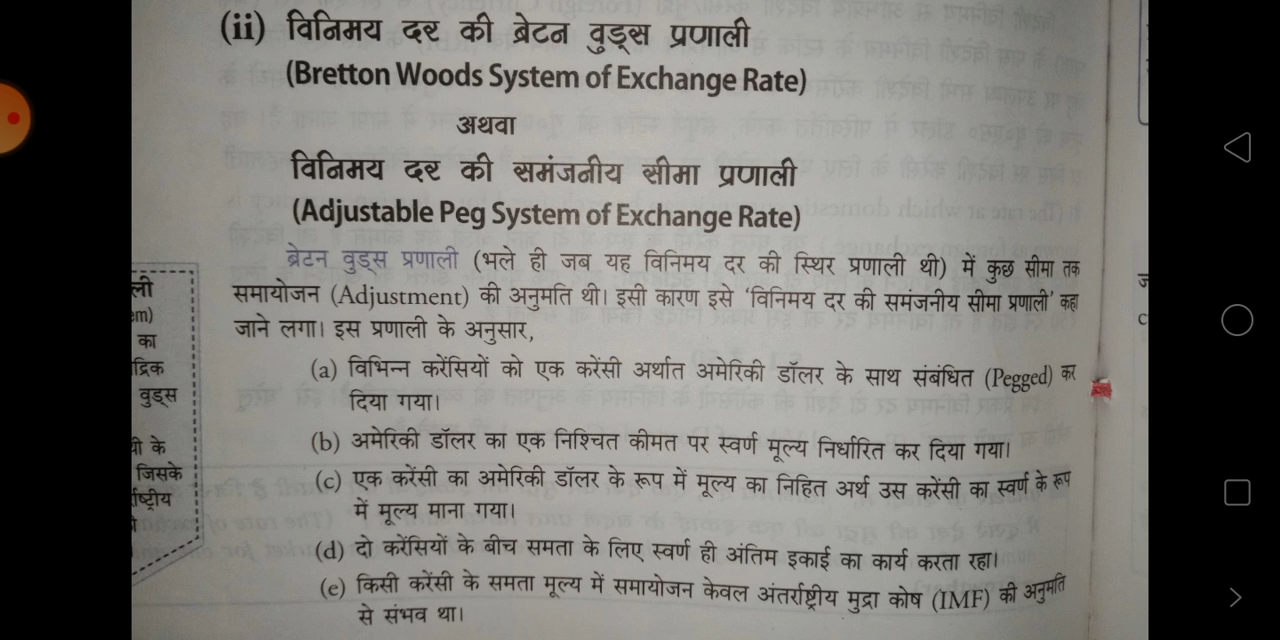 (ii) विनिमय दर की ब्रेटन वुड्स प्रणाली
(Bretton Woods System of Exchange Rate)
अथवा
विनिमय दर की समंजनीय सीमा प्रणाली
(Adjustable Peg System of Exchange Rate)
ब्रेटन वुड्स प्रणाली (भले ही जब यह विनिमय दर की स्थिर प्रणाली थी) में कुछ सीमा तक
समायोजन (Adjustment) की अनुमति थी। इसी कारण इसे ‘विनिमय दर की समंजनीय सीमा प्रणाली’ कहा
जाने लगा। इस प्रणाली के अनुसार,
(a) विभिन्न करेंसियों को एक करेंसी अर्थात अमेरिकी डॉलर के साथ संबंधित (Pegged) कर
दिया गया।
(b) अमेरिकी डॉलर का एक निश्चित कीमत पर स्वर्ण मूल्य निर्धारित कर दिया गया।
(c) एक करेंसी का अमेरिकी डॉलर के रूप में मूल्य का निहित अर्थ उस करेंसी का स्वर्ण के रूप
में मूल्य माना गया।
(d) दो करेंसियों के बीच समता के लिए स्वर्ण ही अंतिम इकाई का कार्य करता रहा।
(e) किसी करेंसी के समता मूल्य में समायोजन केवल अंतर्राष्ट्रीय मुद्रा कोष (IMF) की अनुमति
से संभव था।
ली
em)
का
द्रिक
वुड्स
के
जिसके